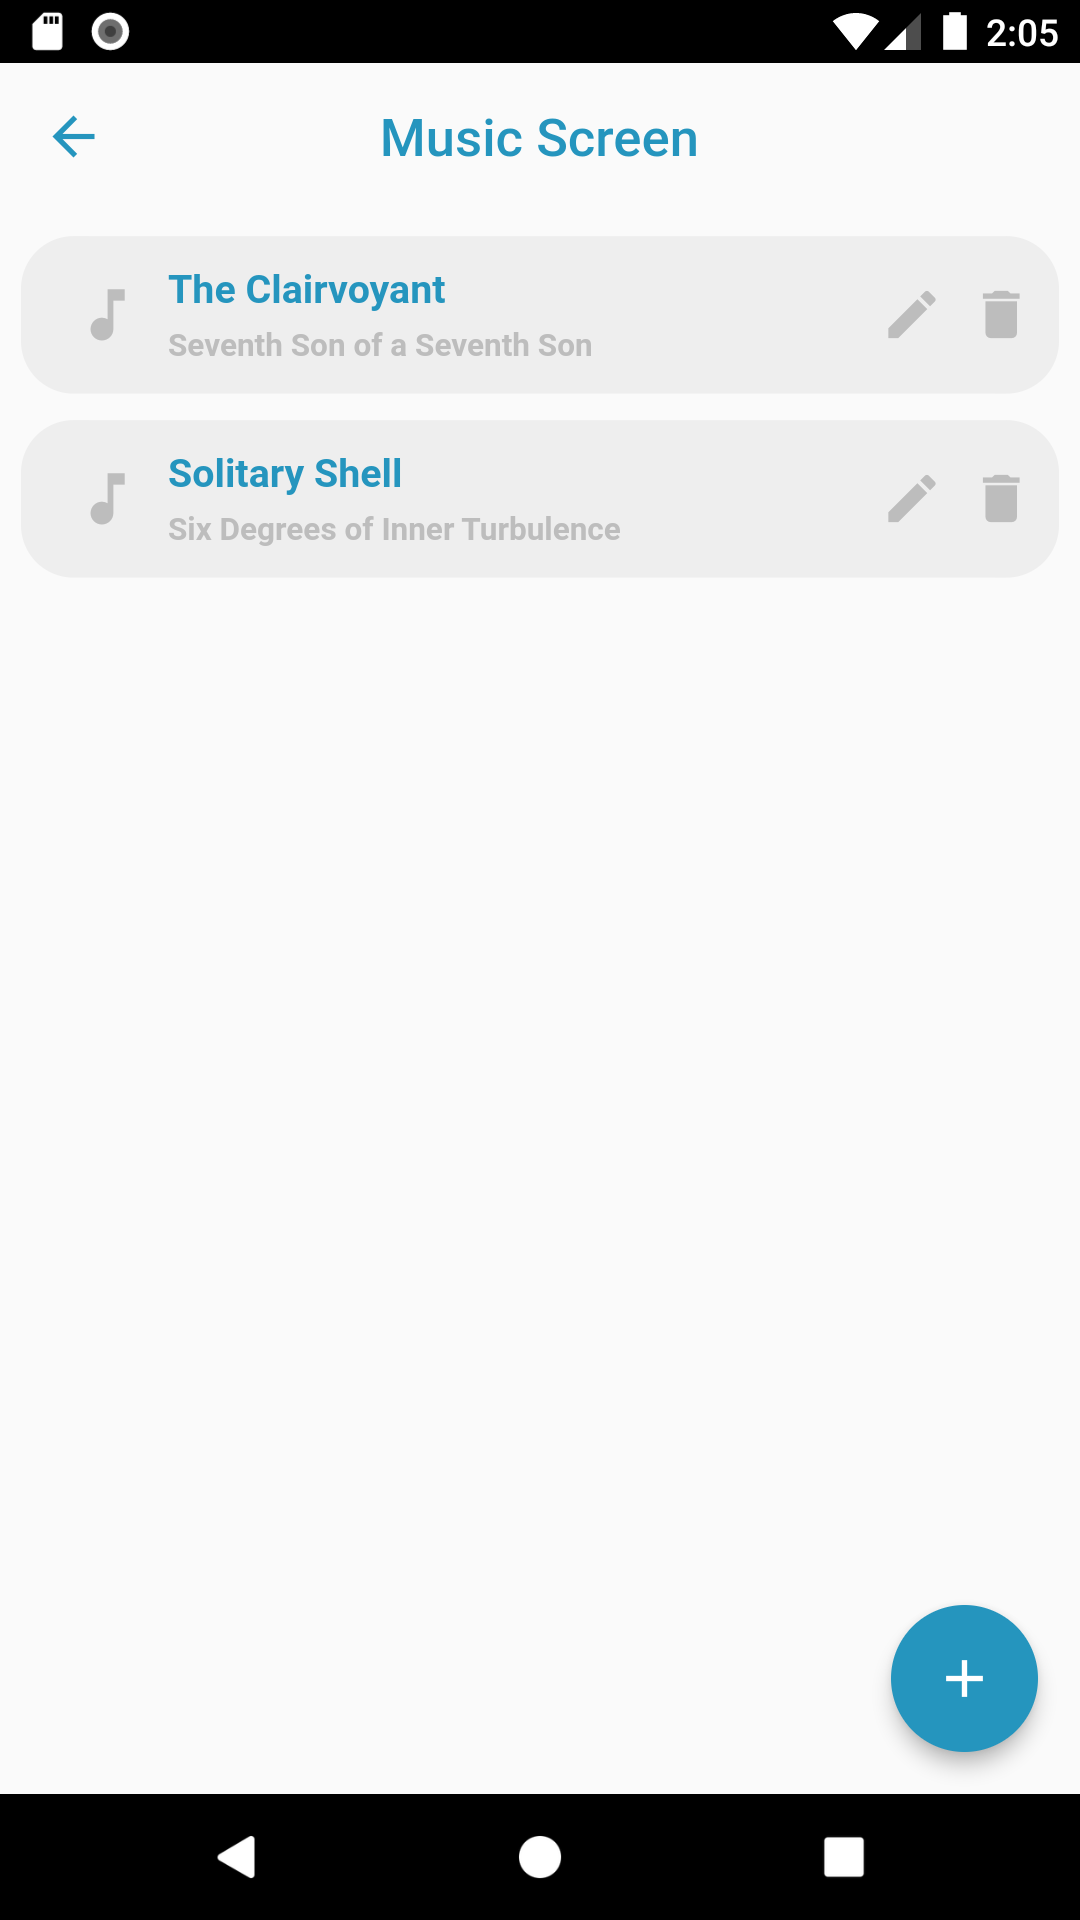 2:05
Music Screen
The Clairvoyant
Seventh Son of a Seventh Son
Solitary Shell
Six Degrees of Inner Turbulence